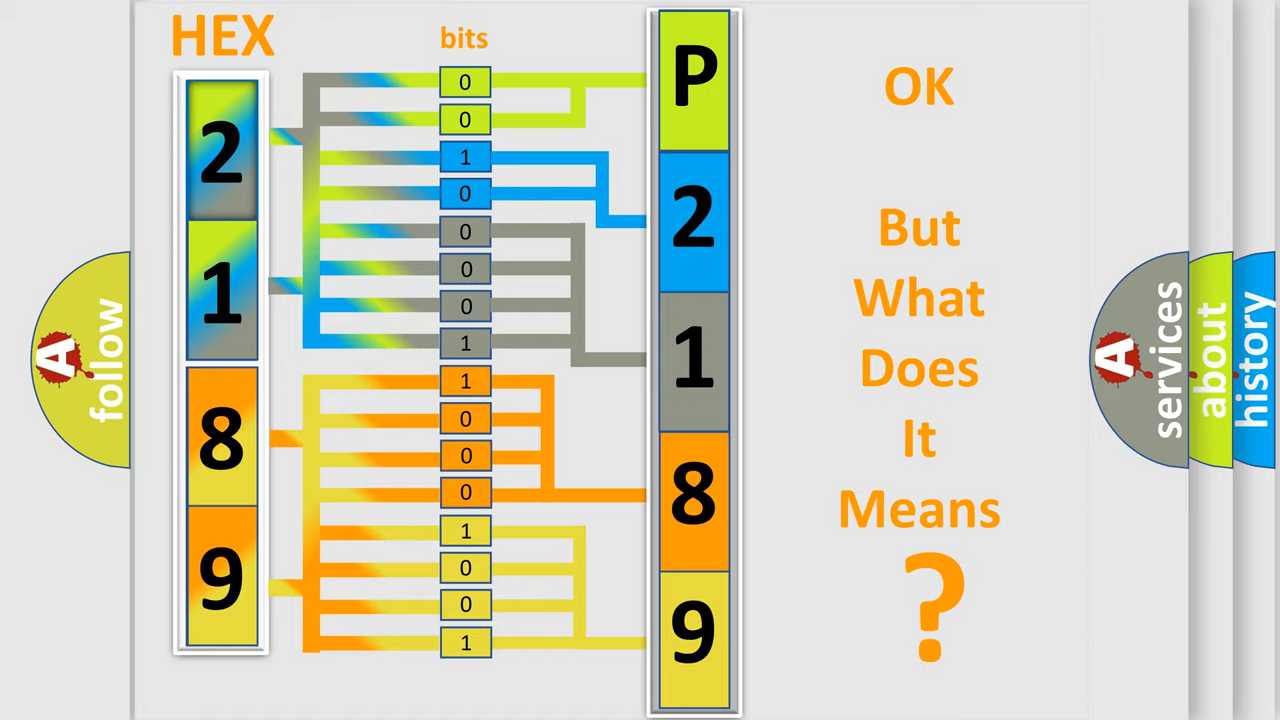 HEX
bits
2
1
8
9
0
0
1
0
0
0
0
1
1
0
0
0
1
0
0
1
P
2
1
8
9
OK
But
What
Does
It
Means
?
A
follow
A
services
about
history